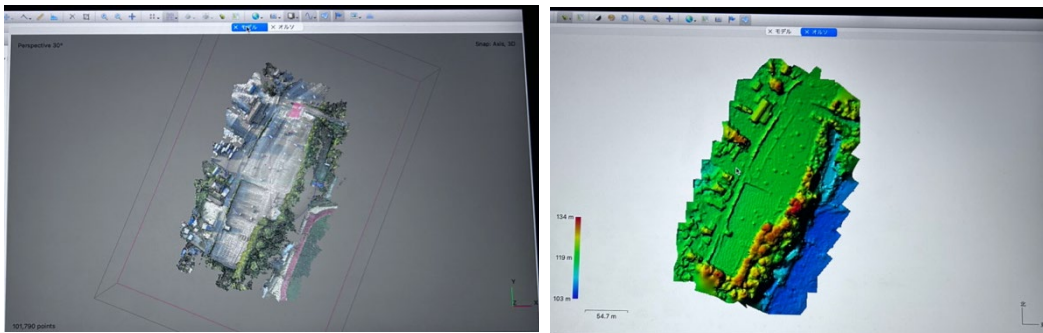 モデル
オルソ
Perspective 30°
Snap: Axis, 3D
101,790 points
モデル
オルソ
134 m
119 m
103 m
54.7 m